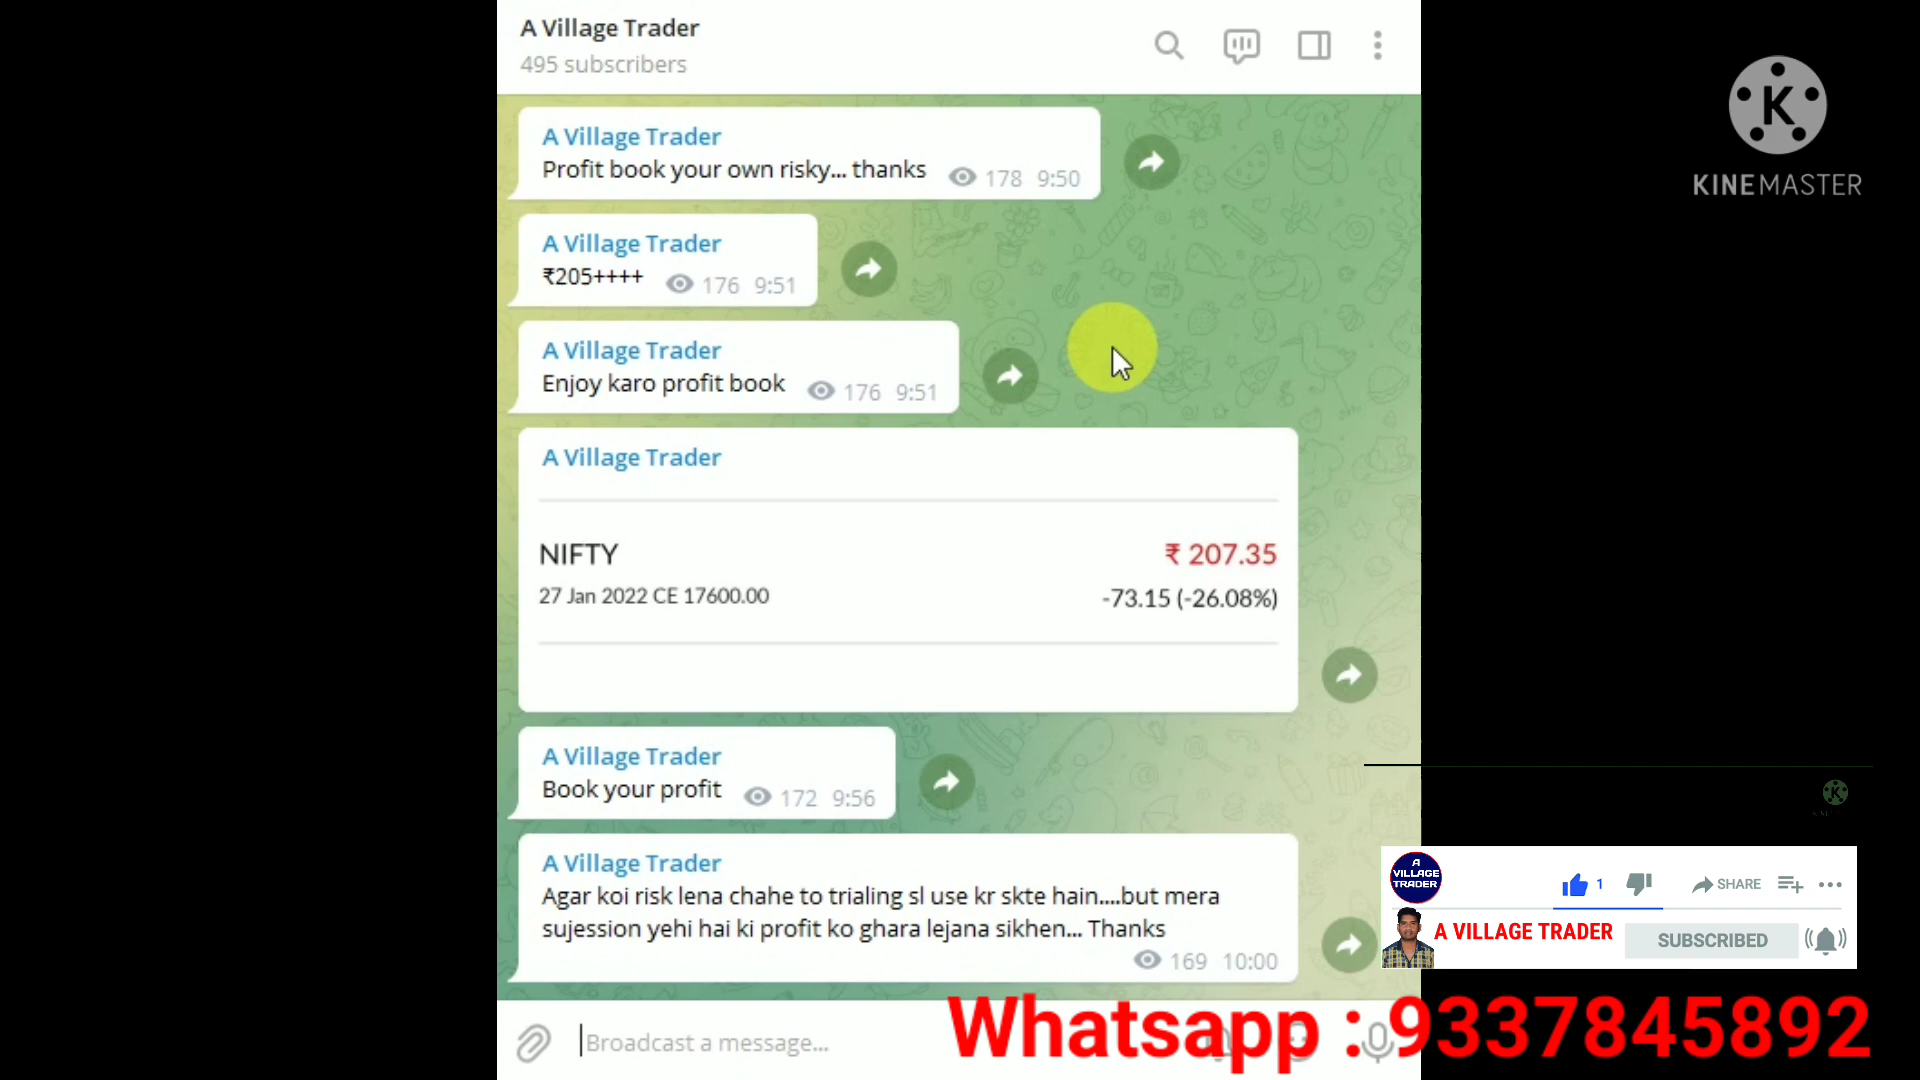 A Village Trader
495 subscribers
A Village Trader
Profit book your own risky... thanks 178 9:50
A Village Trader
₹205++++ 176 9:51
A Village Trader
Enjoy karo profit book 176 9:51
A Village Trader
NIFTY ₹ 207.35
27 Jan 2022 CE 17600.00 -73.15 (-26.08%)
A Village Trader
Book your profit 172 9:56
A Village Trader
Agar koi risk lena chahe to trialing sl use kr skte hain....but mera
sujession yehi hai ki profit ko ghara lejana sikhen... Thanks
169 10:00
Broadcast a message...
K
KINEMASTER
K
A
VILLAGE
TRADER
1 SHARE
A VILLAGE TRADER SUBSCRIBED
Whatsapp : 9337845892